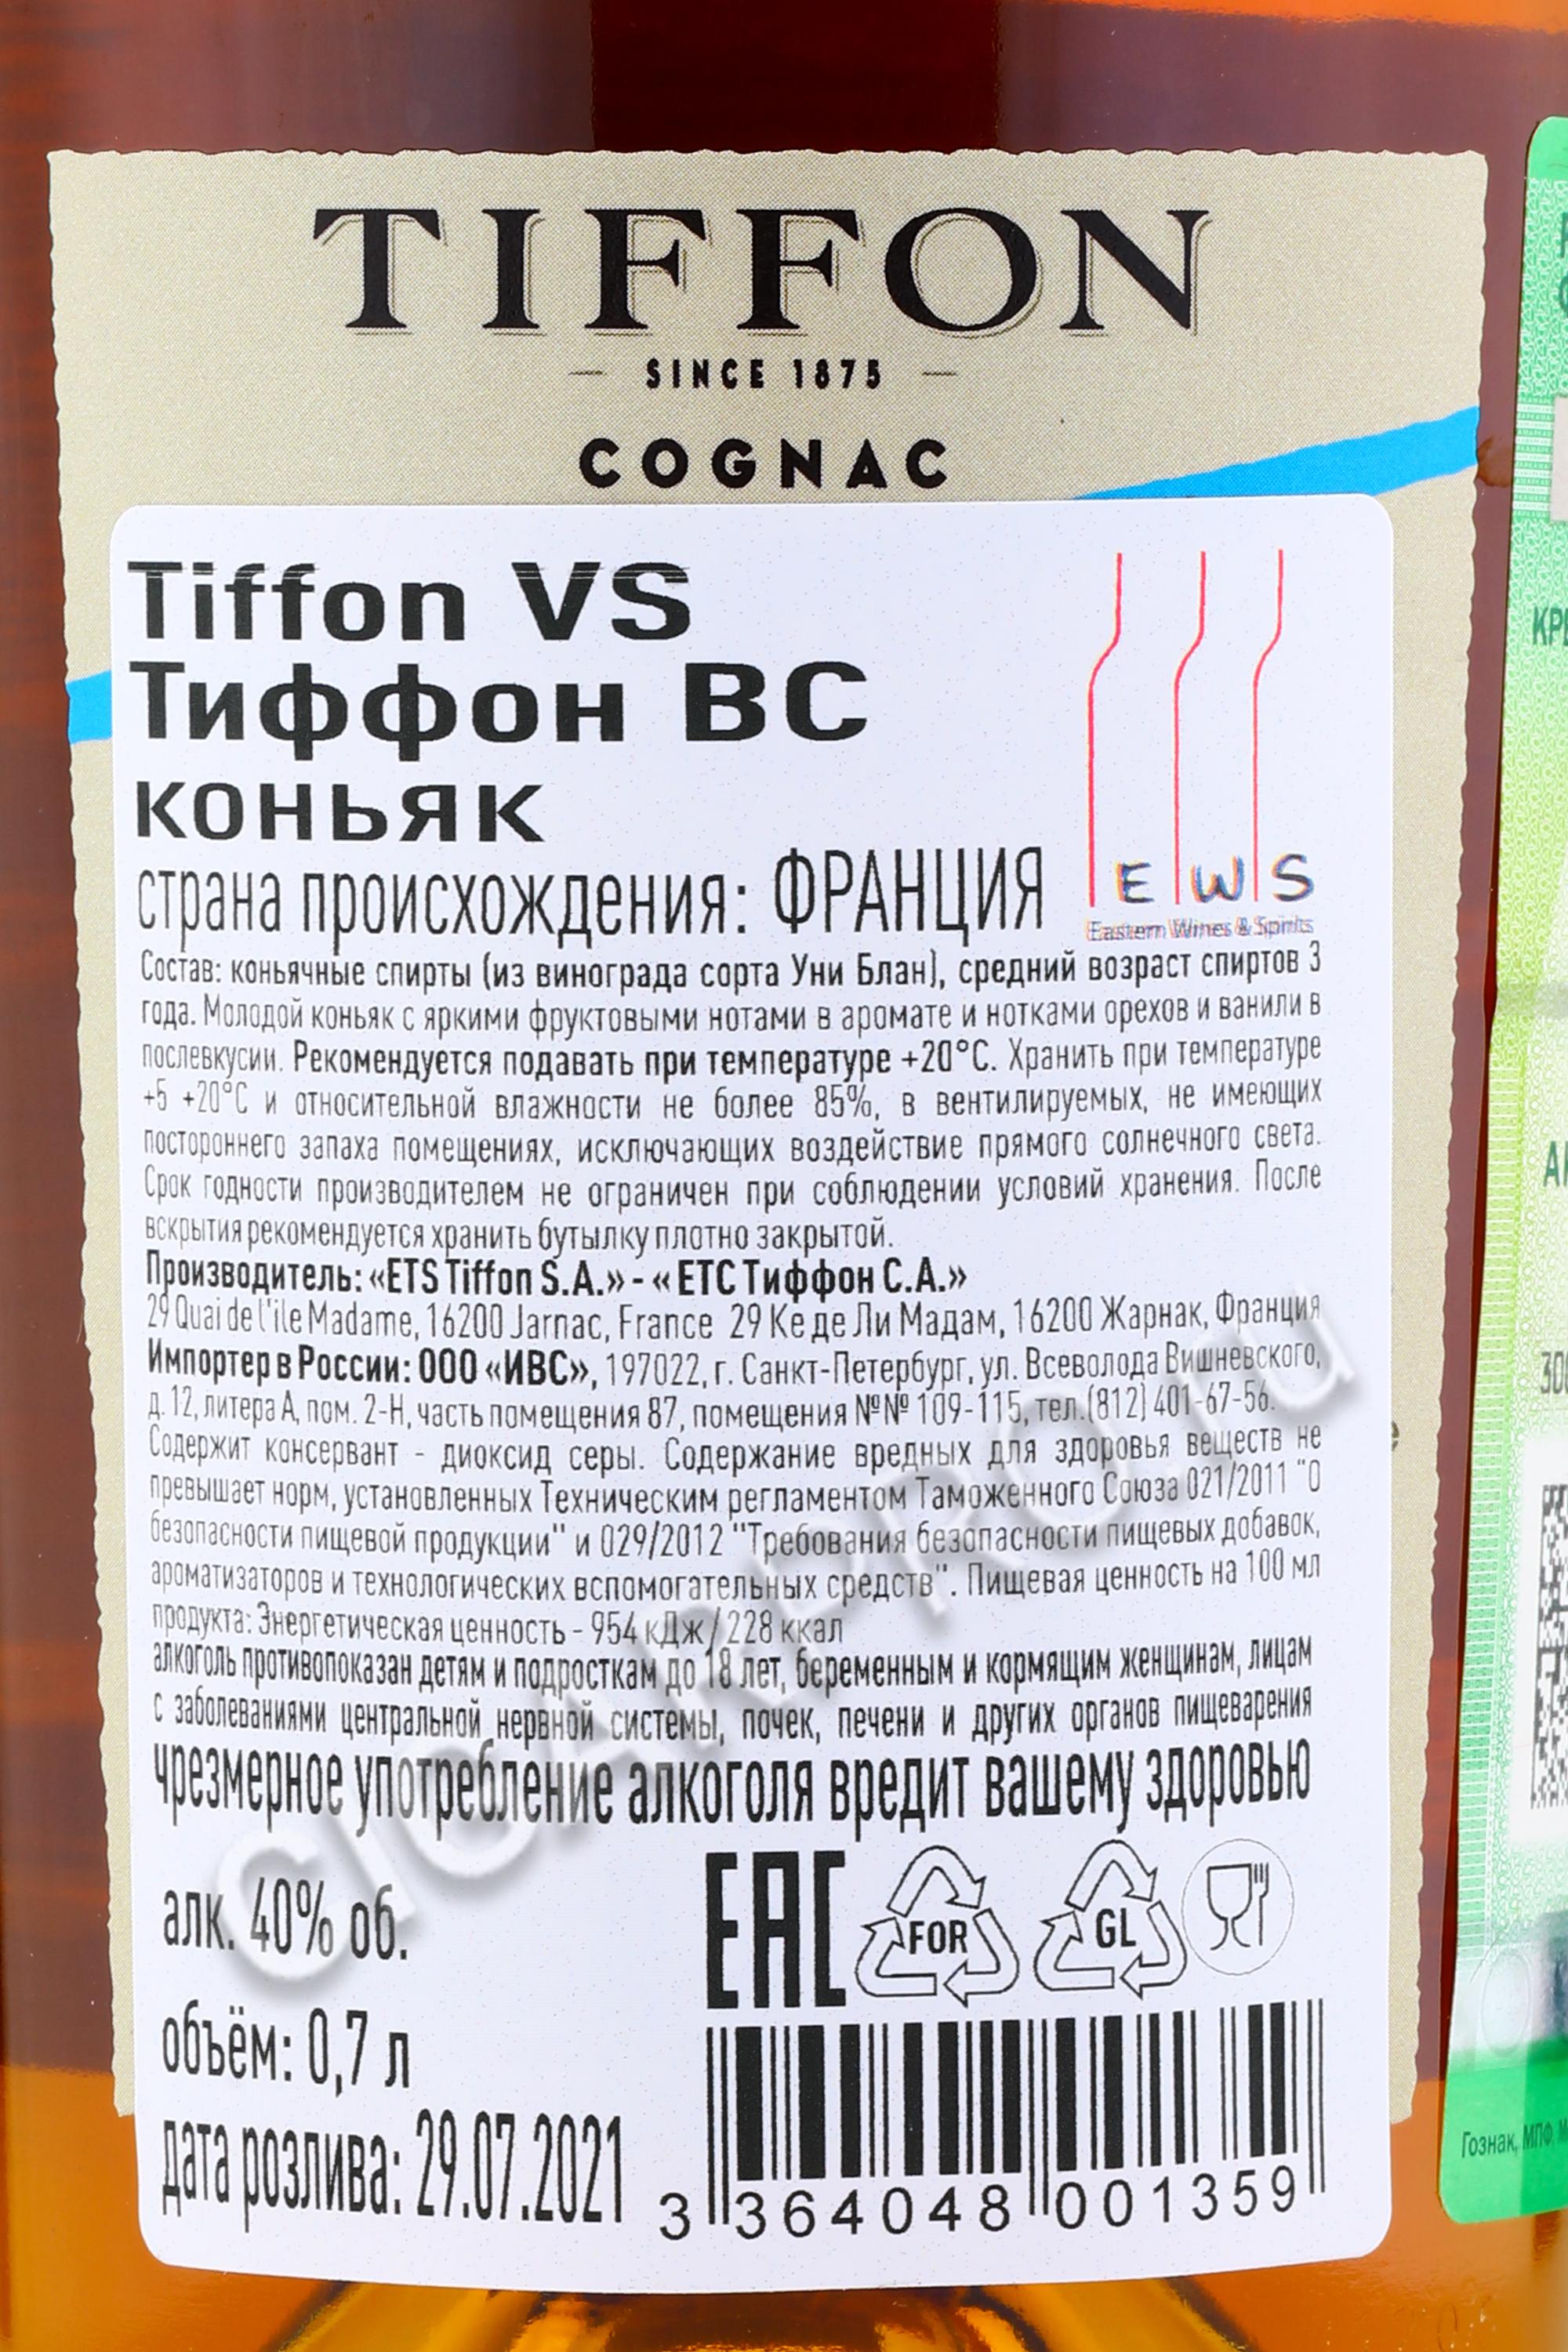 TIFFON
SINCE 1875
COGNAC
Tiffon VS
Тиффон ВС
коньяк
страна происхождения: ФРАНЦИЯ
E W S
Eastern Wines & Spirits
Состав: коньячные спирты (из винограда сорта Уни Блан), средний возраст спиртов 3
года. Молодой коньяк с яркими фруктовыми нотами в аромате и нотками орехов и ванили в
послевкусии. Рекомендуется подавать при температуре +20°C. Хранить при температуре
+5 +20°C и относительной влажности не более 85%, в вентилируемых, не имеющих
постороннего запаха помещениях, исключающих воздействие прямого солнечного света.
Срок годности производителем не ограничен при соблюдении условий хранения. После
вскрытия рекомендуется хранить бутылку плотно закрытой.
Производитель: «ETS Tiffon S.A.» - « ЕТС Тиффон С.А.»
29 Quai de l'ile Madame, 16200 Jarnac, France 29 Ке де Ли Мадам, 16200 Жарнак, Франция
Импортер в России: ООО «ИВС», 197022, г. Санкт-Петербург, ул. Всеволода Вишневского,
д. 12, литера А, пом. 2-Н, часть помещения 87, помещения №№ 109-115, тел.(812) 401-67-56.
Содержит консервант - диоксид серы. Содержание вредных для здоровья веществ не
превышает норм, установленных Техническим регламентом Таможенного Союза 021/2011 "О
безопасности пищевой продукции" и 029/2012 "Требования безопасности пищевых добавок,
ароматизаторов и технологических вспомогательных средств". Пищевая ценность на 100 мл
продукта: Энергетическая ценность - 954 кДж/ 228 ккал
алкоголь противопоказан детям и подросткам до 18 лет, беременным и кормящим женщинам, лицам
с заболеваниями центральной нервной системы, почек, печени и других органов пищеварения
чрезмерное употребление алкоголя вредит вашему здоровью
алк. 40% об.
EAC
FOR
GL
объём: 0,7 л
дата розлива: 29.07.2021
3 364048 001359
Гознак, МПФ,
CIGARPRO.ru